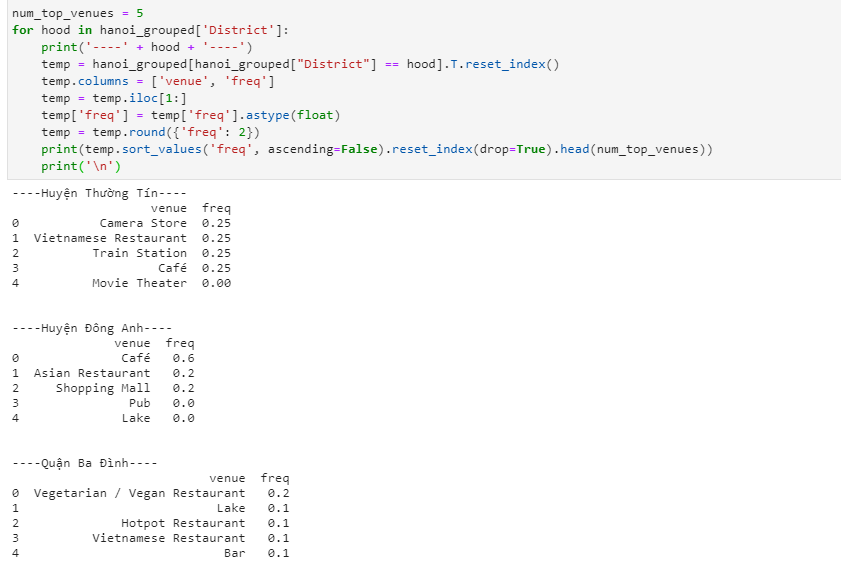 num_top_venues = 5
for hood in hanoi_grouped['District']:
    print('----' + hood + '----')
    temp = hanoi_grouped[hanoi_grouped["District"] == hood].T.reset_index()
    temp.columns = ['venue', 'freq']
    temp = temp.iloc[1:]
    temp['freq'] = temp['freq'].astype(float)
    temp = temp.round({'freq': 2})
    print(temp.sort_values('freq', ascending=False).reset_index(drop=True).head(num_top_venues))
    print('\n')
----Huyện Thường Tín----
                   venue  freq
0           Camera Store  0.25
1  Vietnamese Restaurant  0.25
2          Train Station  0.25
3                   Café  0.25
4          Movie Theater  0.00
----Huyện Đông Anh----
              venue  freq
0              Café   0.6
1  Asian Restaurant   0.2
2     Shopping Mall   0.2
3               Pub   0.0
4              Lake   0.0
----Quận Ba Đình----
                           venue  freq
0  Vegetarian / Vegan Restaurant   0.2
1                           Lake   0.1
2              Hotpot Restaurant   0.1
3          Vietnamese Restaurant   0.1
4                            Bar   0.1